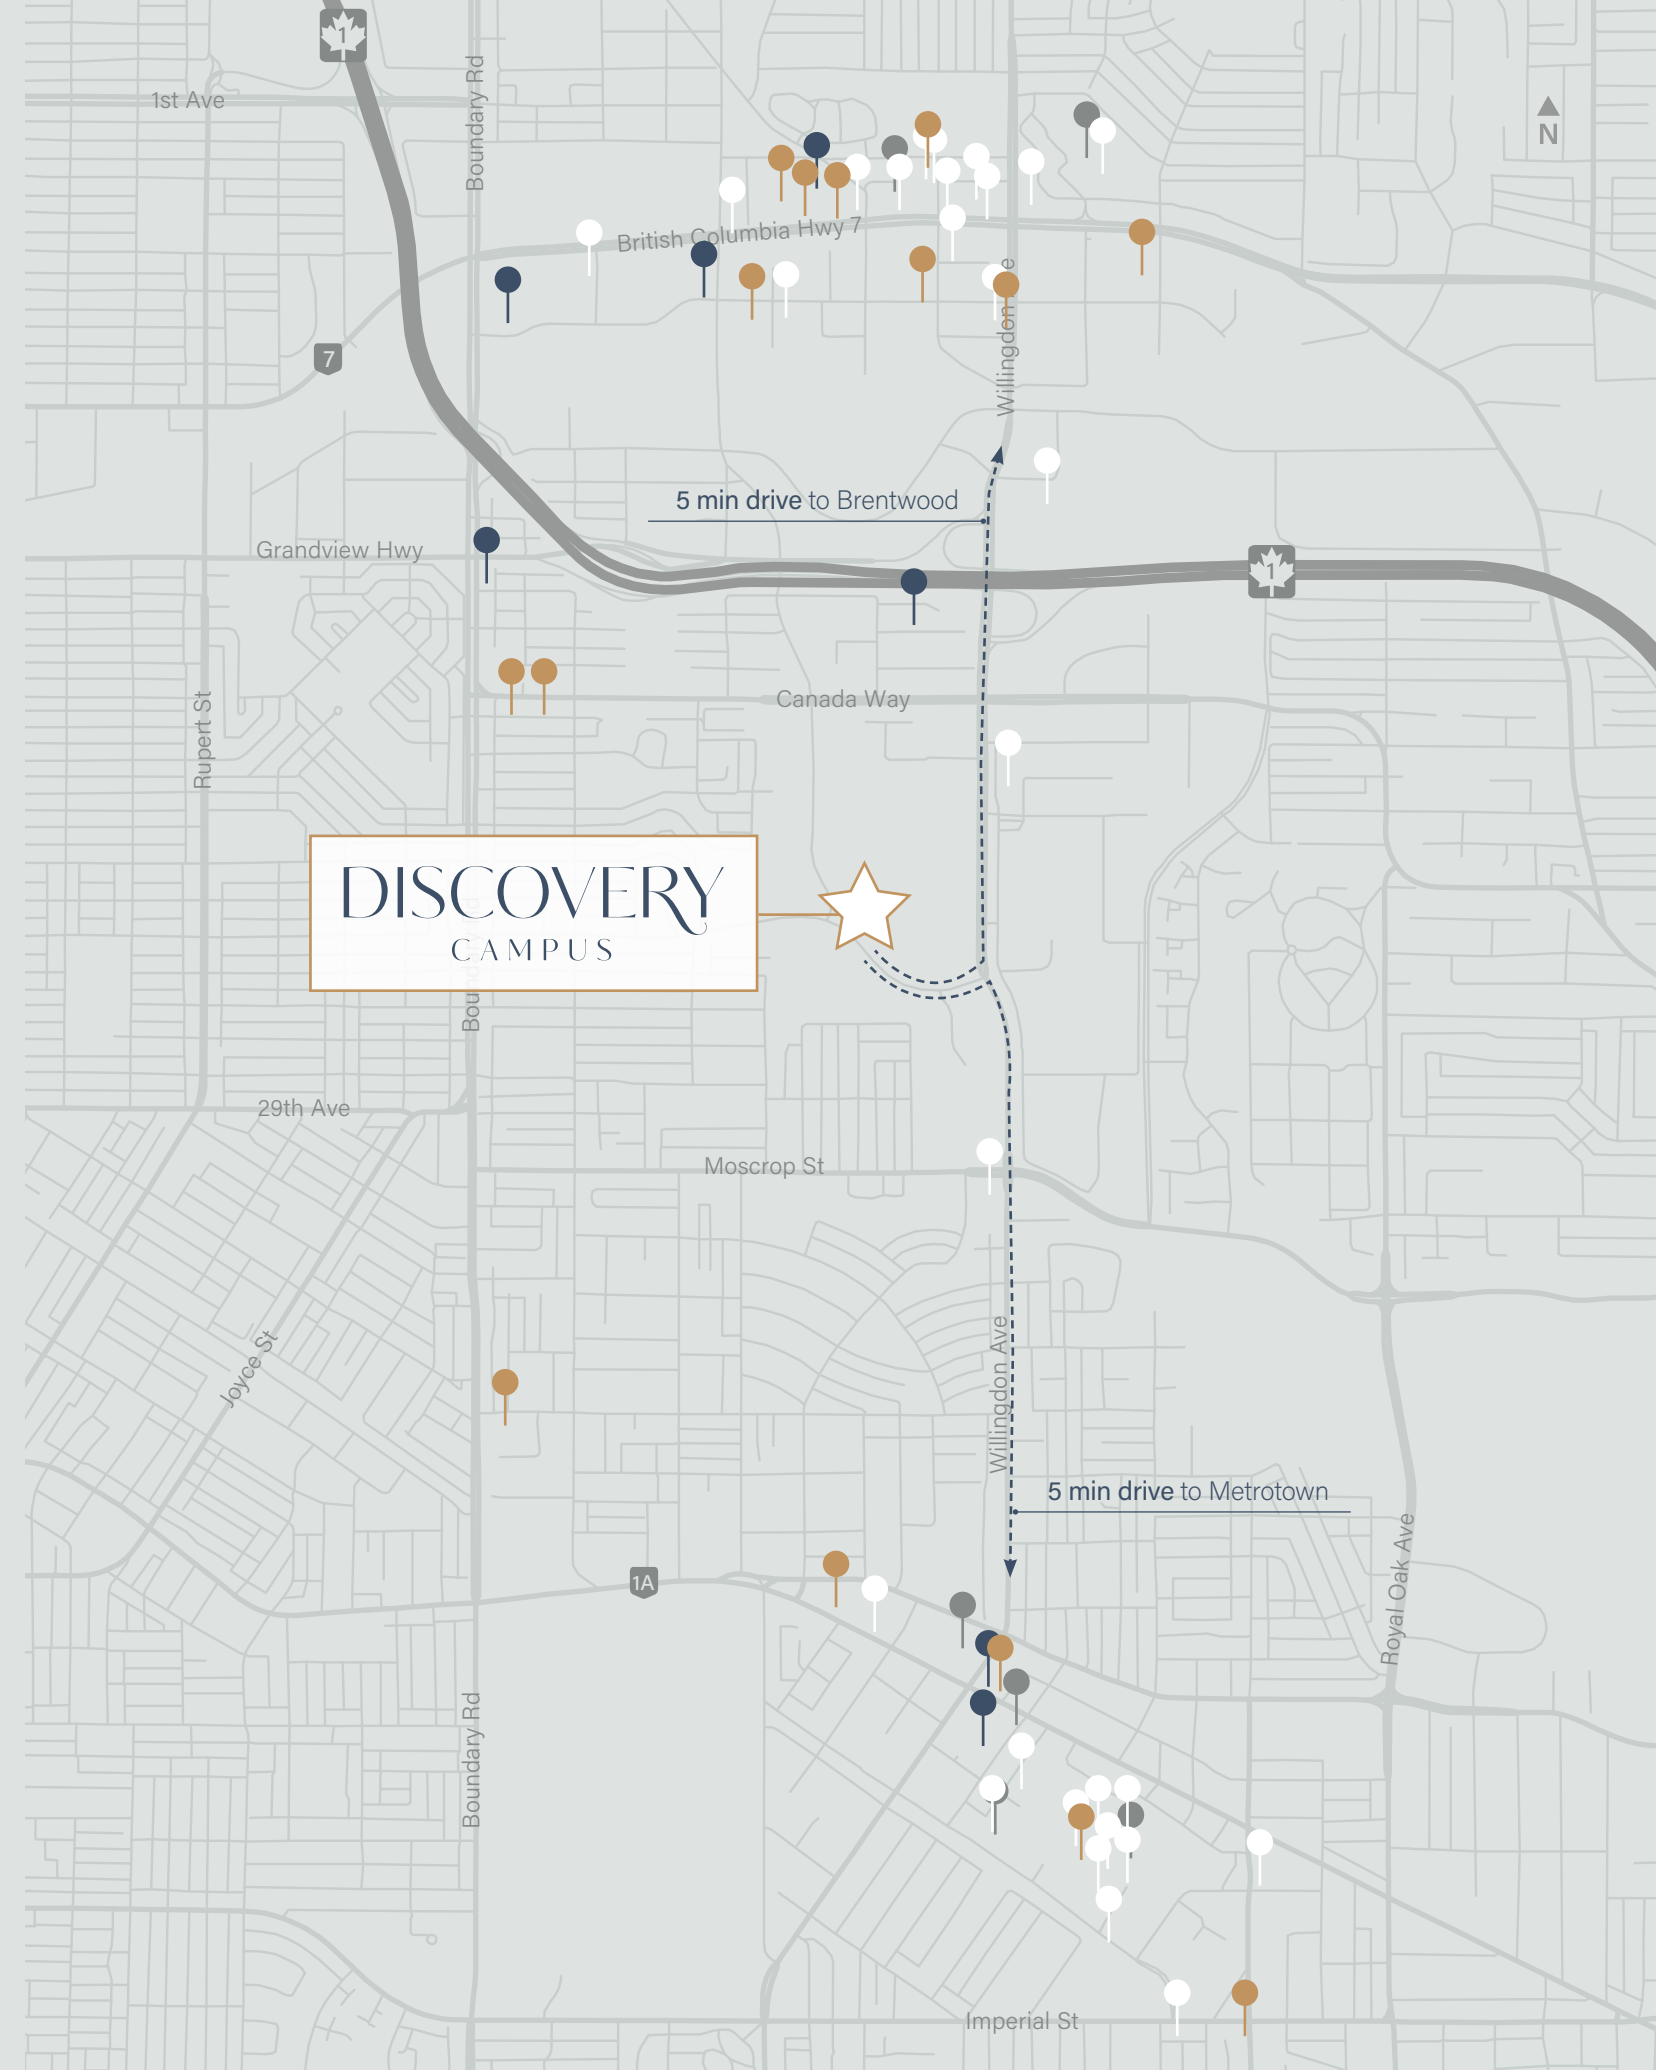 1
Boundary Rd
1st Ave
N
British Columbia Hwy 7
Willingdon
7
5 min drive to Brentwood
Grandview Hwy
1
Canada Way
Rupert St
DISCOVERY
CAMPUS
29th Ave
Moscrop St
Joyce St
Willingdon Ave
5 min drive to Metrotown
1A
Royal Oak Ave
Boundary Rd
Imperial St